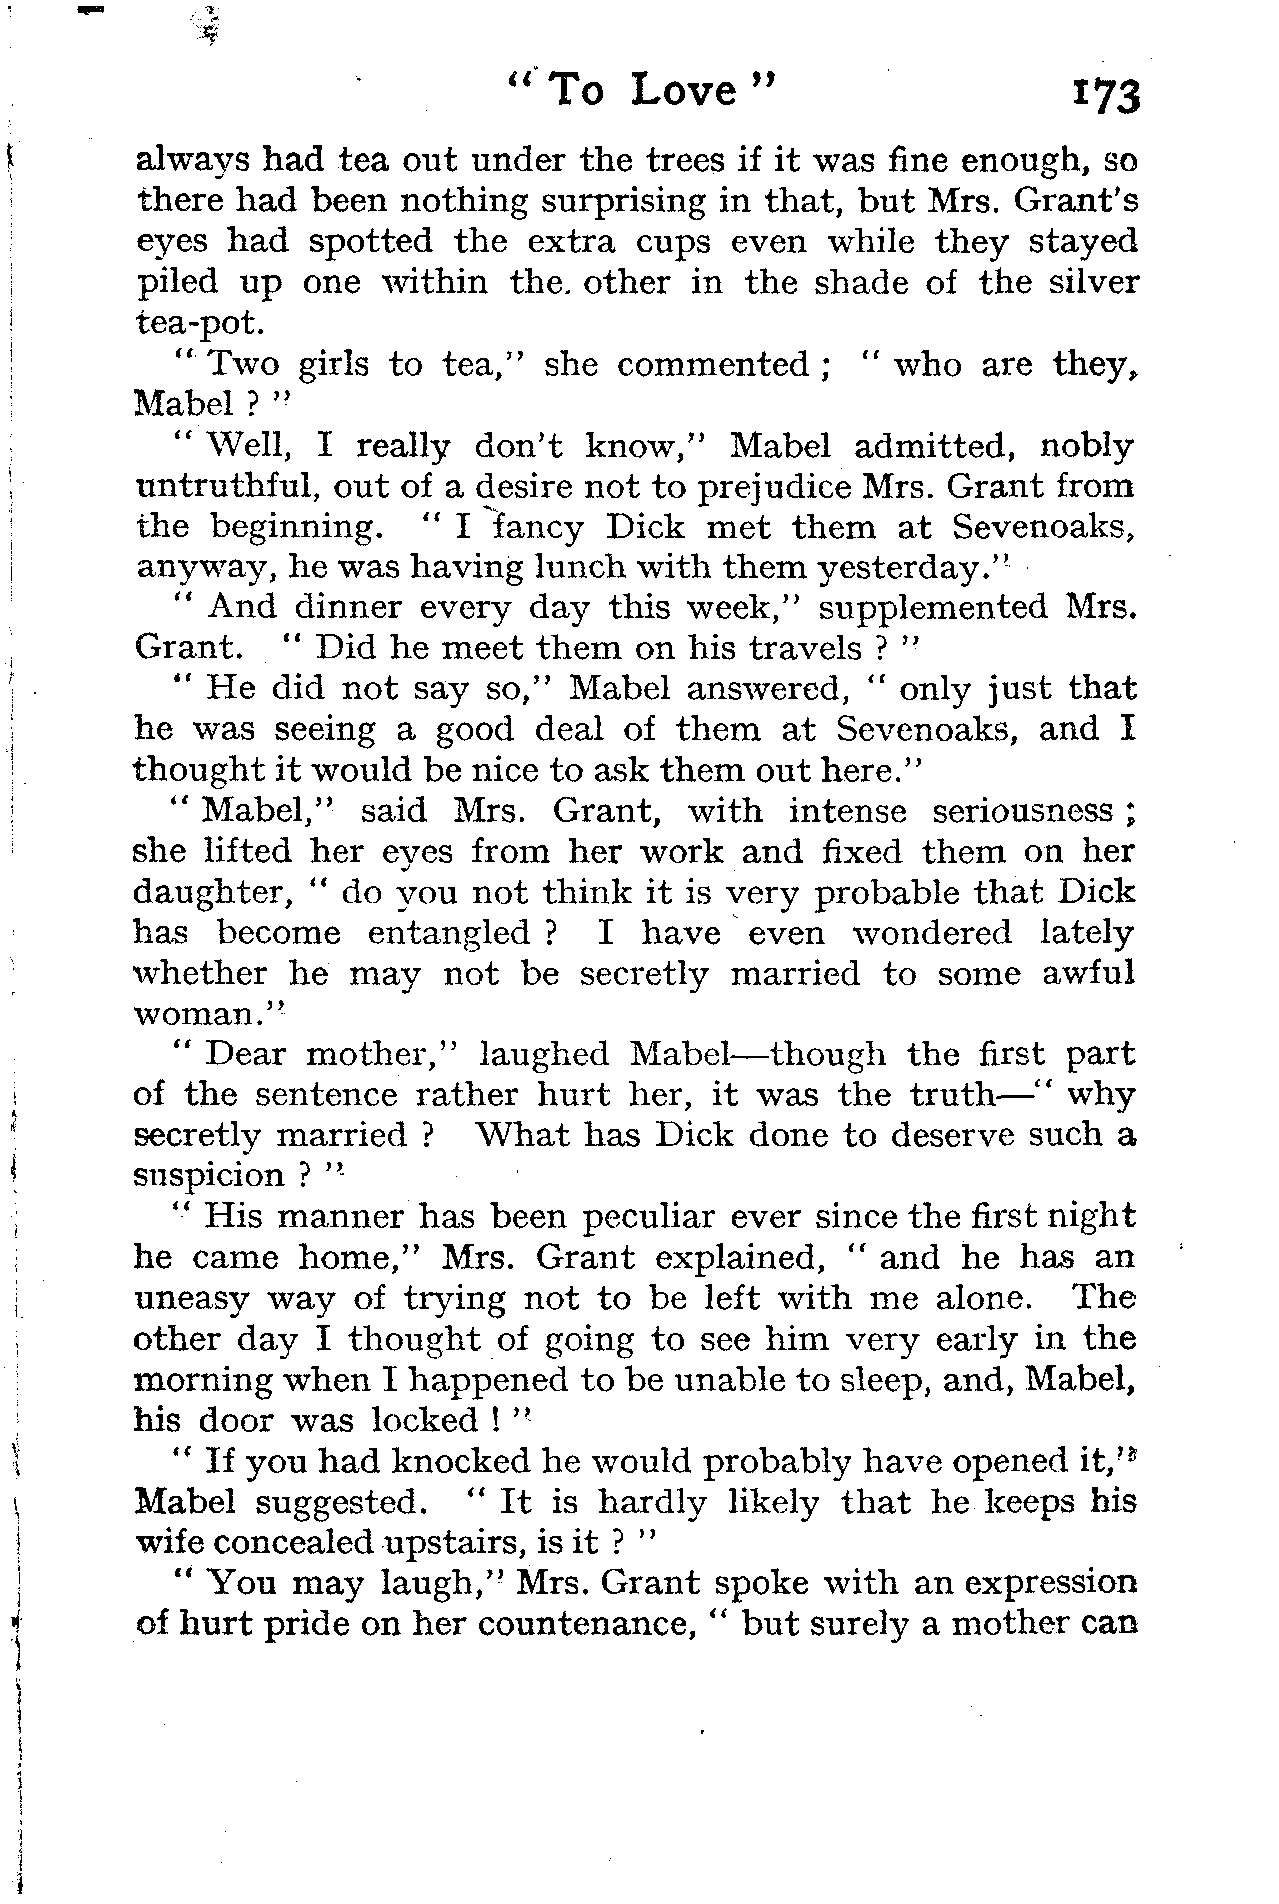 “ To Love ” 173
always had tea out under the trees if it was fine enough, so
there had been nothing surprising in that, but Mrs. Grant's
eyes had spotted the extra cups even while they stayed
piled up one within the. other in the shade of the silver
tea-pot.
“ Two girls to tea,” she commented ; “ who are they,
Mabel ? ”
“ Well, I really don't know,” Mabel admitted, nobly
untruthful, out of a desire not to prejudice Mrs. Grant from
the beginning. “ I fancy Dick met them at Sevenoaks,
anyway, he was having lunch with them yesterday.”
“ And dinner every day this week,” supplemented Mrs.
Grant. “ Did he meet them on his travels ? ”
“ He did not say so,” Mabel answered, “ only just that
he was seeing a good deal of them at Sevenoaks, and I
thought it would be nice to ask them out here.”
“ Mabel,” said Mrs. Grant, with intense seriousness ;
she lifted her eyes from her work and fixed them on her
daughter, “ do you not think it is very probable that Dick
has become entangled ? I have even wondered lately
whether he may not be secretly married to some awful
woman.”
“ Dear mother,” laughed Mabel—though the first part
of the sentence rather hurt her, it was the truth—“ why
secretly married ? What has Dick done to deserve such a
suspicion ? ”
“ His manner has been peculiar ever since the first night
he came home,” Mrs. Grant explained, “ and he has an
uneasy way of trying not to be left with me alone. The
other day I thought of going to see him very early in the
morning when I happened to be unable to sleep, and, Mabel,
his door was locked ! ”
“ If you had knocked he would probably have opened it,”
Mabel suggested. “ It is hardly likely that he keeps his
wife concealed upstairs, is it ? ”
“ You may laugh,” Mrs. Grant spoke with an expression
of hurt pride on her countenance, “ but surely a mother can